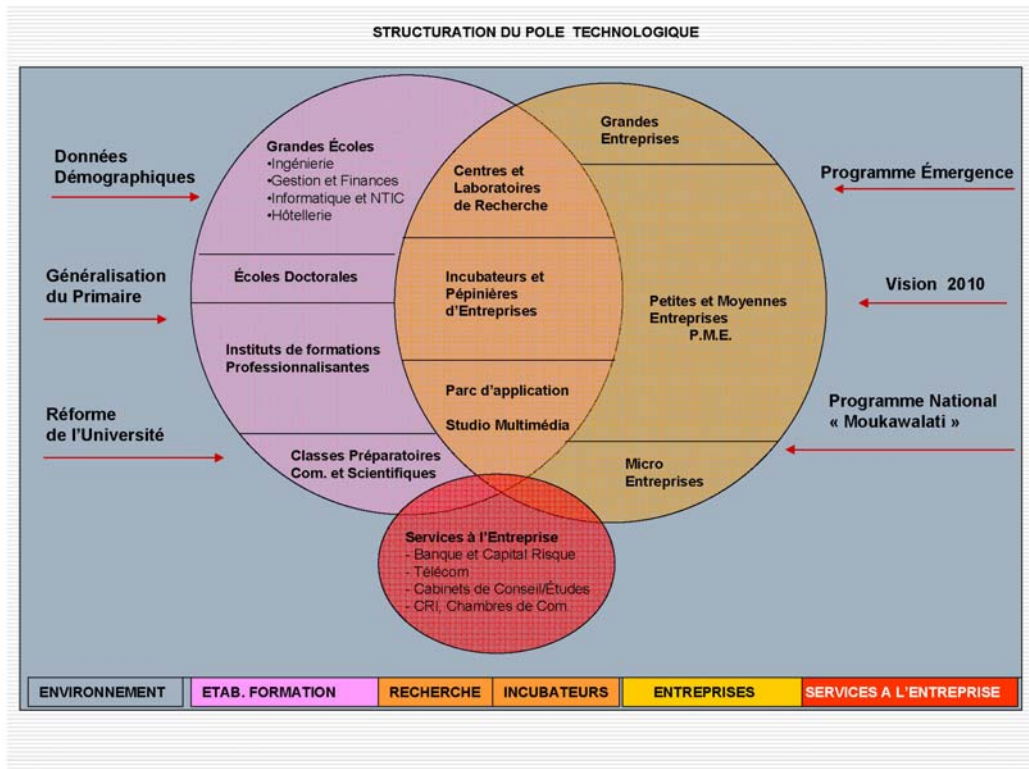 STRUCTURATION DU POLE TECHNOLOGIQUE
Données
Démographiques
Généralisation
du Primaire
Réforme
de l'Université
Grandes Écoles
•Ingénierie
•Gestion et Finances
•Informatique et NTIC
•Hôtellerie
Écoles Doctorales
Instituts de formations
Professionnalisantes
Classes Préparatoires
Com. et Scientifiques
Centres et
Laboratoires
de Recherche
Incubateurs et
Pépinières
d'Entreprises
Parc d'application
Studio Multimédia
Grandes
Entreprises
Petites et Moyennes
Entreprises
P.M.E.
Micro
Entreprises
Programme Émergence
Vision 2010
Programme National
« Moukawalati »
Services à l'Entreprise
- Banque et Capital Risque
- Télécom
- Cabinets de Conseil/Études
- CRI, Chambres de Com.
ENVIRONNEMENT
ETAB. FORMATION
RECHERCHE
INCUBATEURS
ENTREPRISES
SERVICES A L'ENTREPRISE